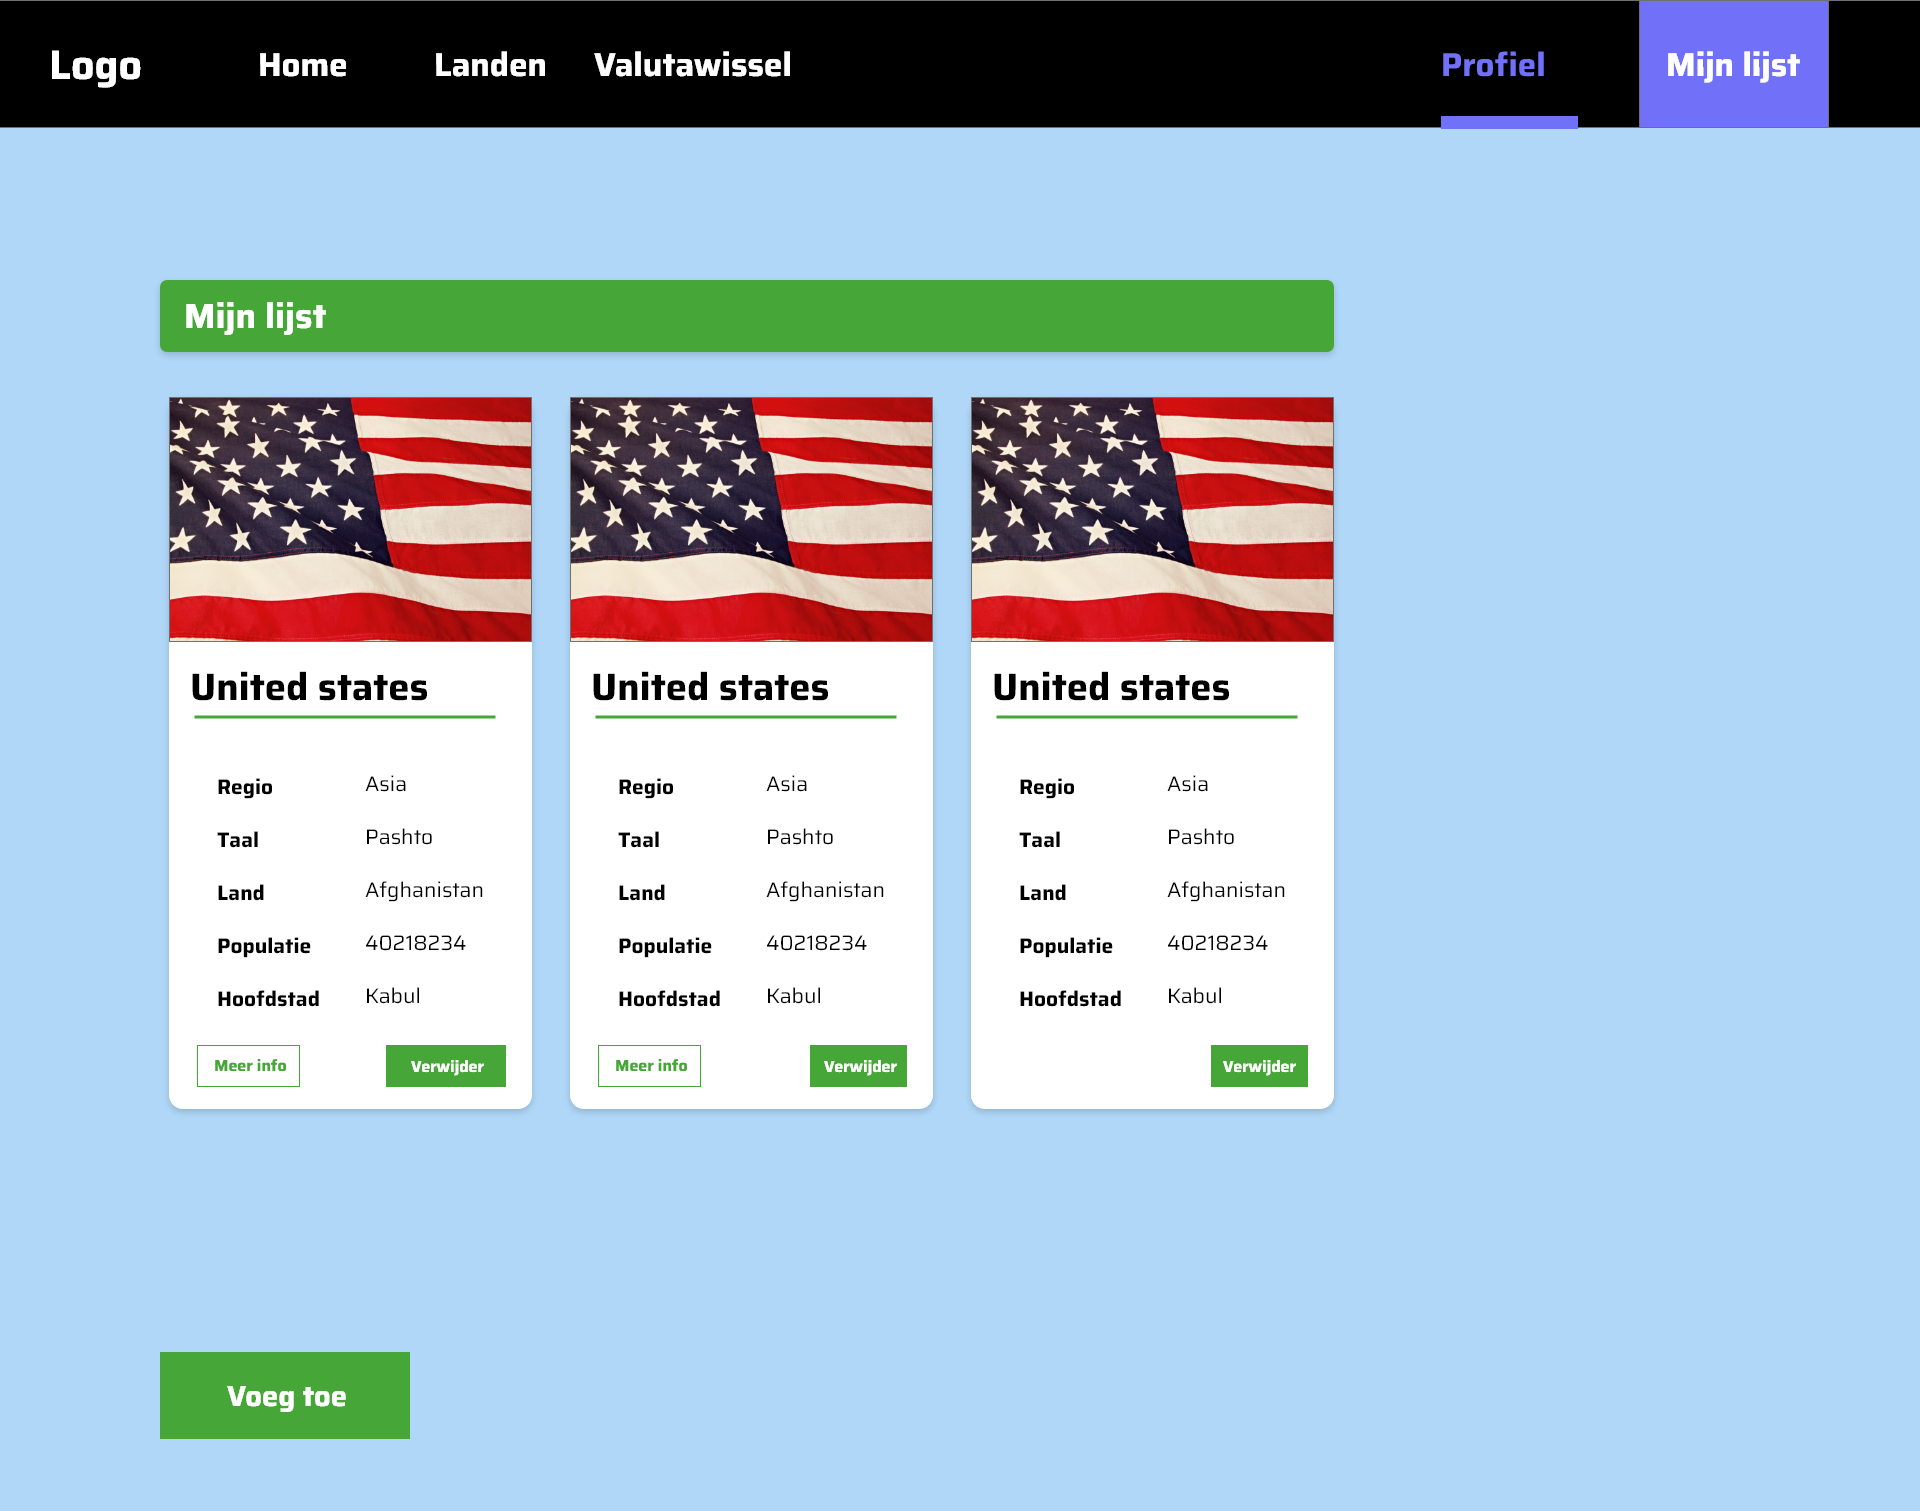 Logo Home Landen Valutawissel Profiel Mijn lijst
Mijn lijst
United states United states United states
Regio Asia Regio Asia Regio Asia
Taal Pashto Taal Pashto Taal Pashto
Land Afghanistan Land Afghanistan Land Afghanistan
Populatie 40218234 Populatie 40218234 Populatie 40218234
Hoofdstad Kabul Hoofdstad Kabul Hoofdstad Kabul
Meer info Verwijder Meer info Verwijder Verwijder
Voeg toe